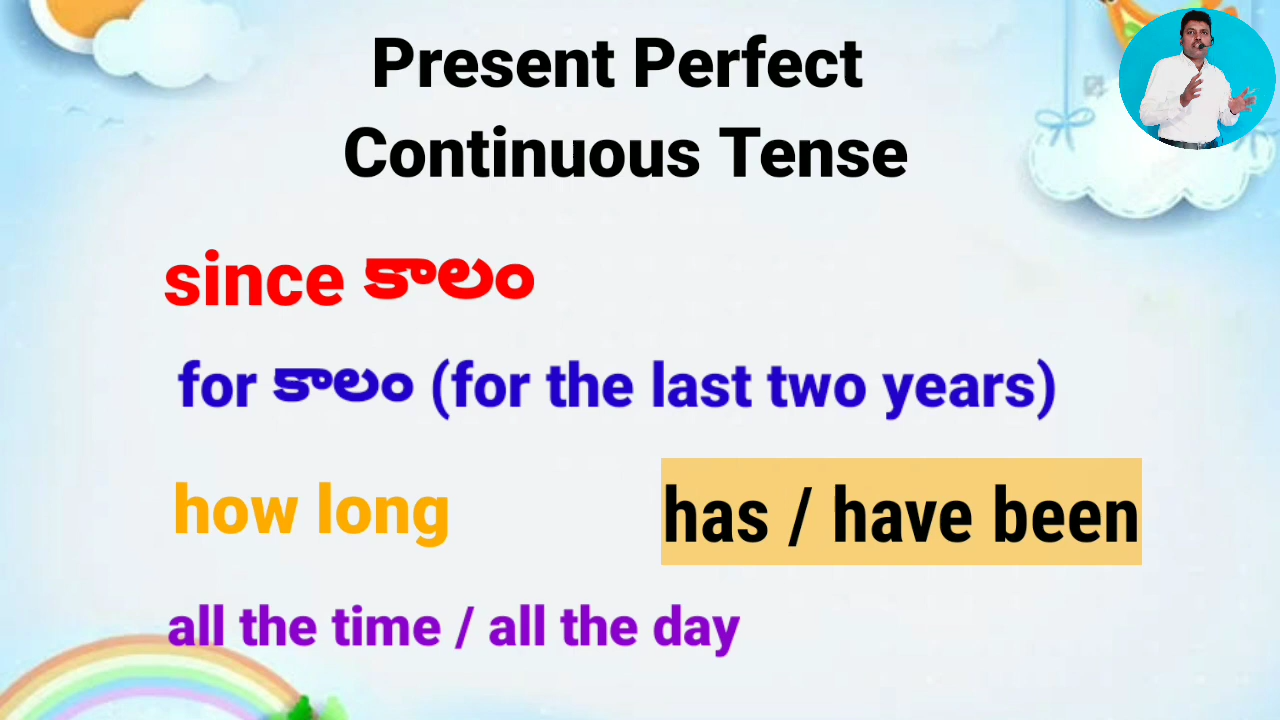 Present Perfect
Continuous Tense
since కాలం
for కాలం (for the last two years)
how long
has / have been
all the time / all the day